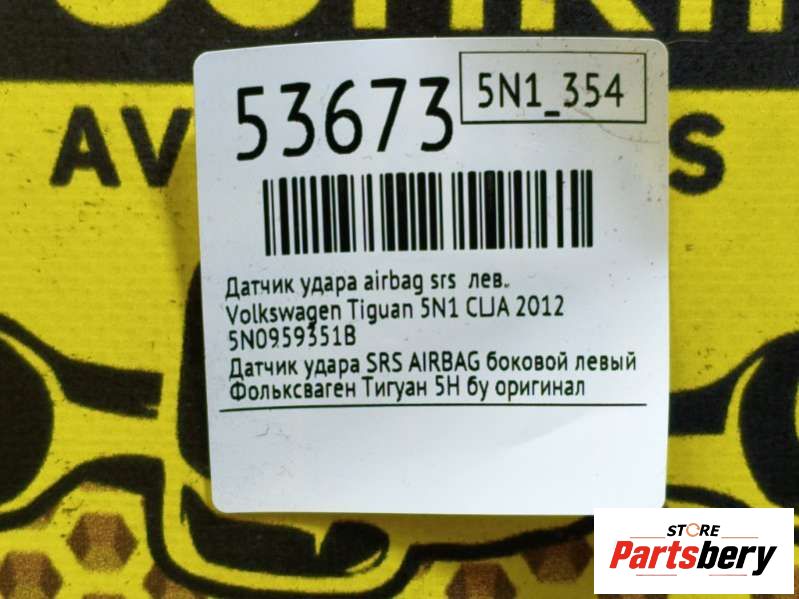 53673
5N1_354
AV
S
Датчик удара airbag srs лев.
Volkswagen Tiguan 5N1 CLJA 2012
5N0959351B
Датчик удара SRS AIRBAG боковой левый
Фольксваген Тигуан 5Н бу оригинал
STORE
Partsbery